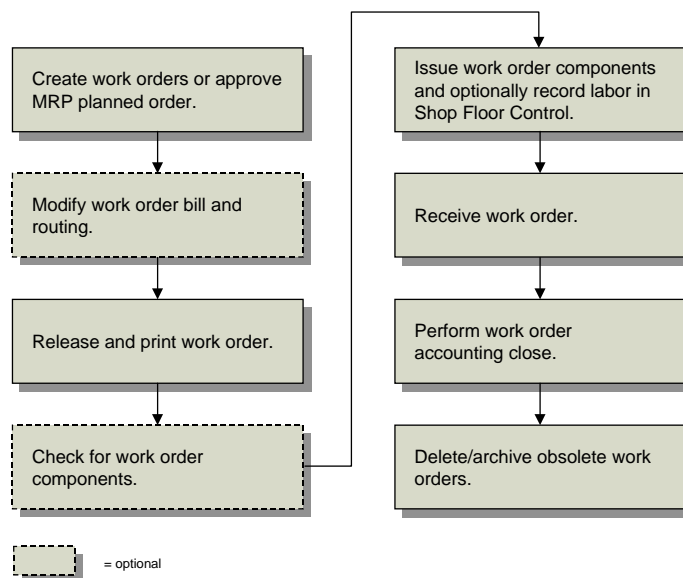 Create work orders or approve
MRP planned order.
Modify work order bill and
routing.
Release and print work order.
Check for work order
components.
Issue work order components
and optionally record labor in
Shop Floor Control.
Receive work order.
Perform work order
accounting close.
Delete/archive obsolete work
orders.
= optional